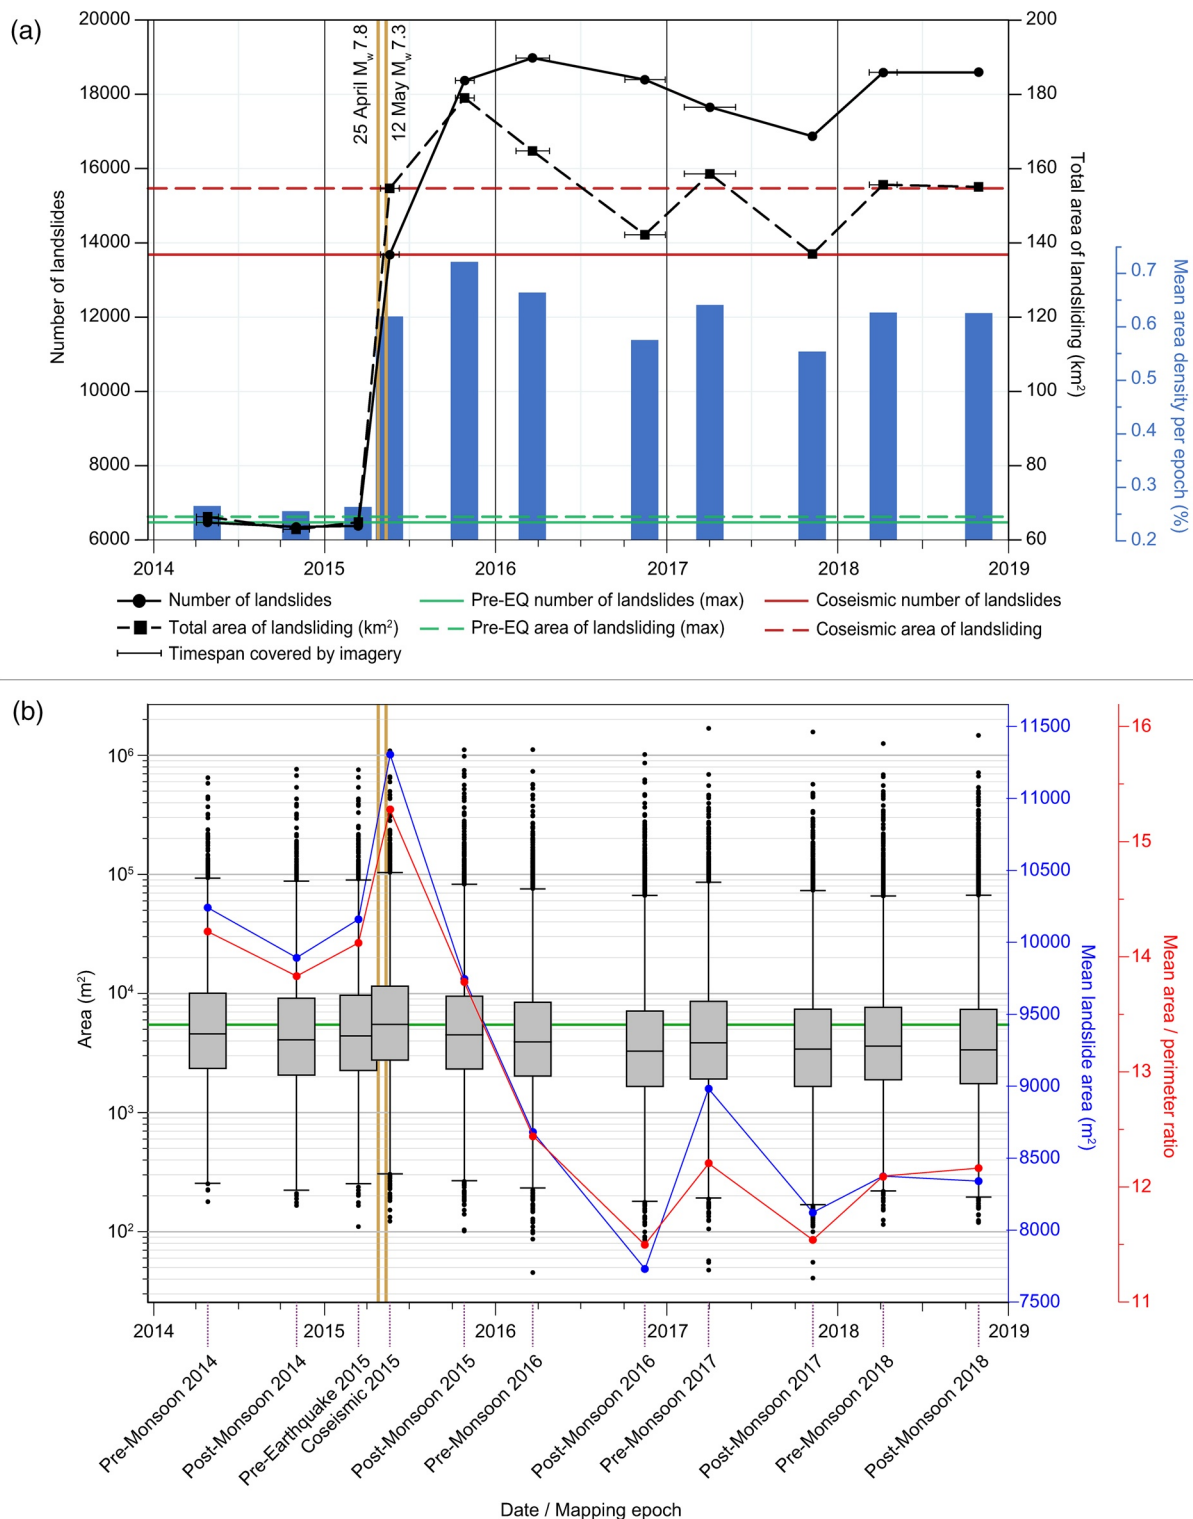 (a)
20000
18000
16000
14000
12000
10000
8000
6000
Number of landslides
25 April Mw 7.8
12 May Mw 7.3
200
180
160
140
120
100
80
60
Total area of landsliding (km²)
0.7
0.6
0.5
0.4
0.3
0.2
Mean area density per epoch (%)
2014 2015 2016 2017 2018 2019
Number of landslides
Pre-EQ number of landslides (max)
Coseismic number of landslides
Total area of landsliding (km²)
Pre-EQ area of landsliding (max)
Coseismic area of landsliding
Timespan covered by imagery
(b)
10⁶
10⁵
10⁴
10³
10²
Area (m²)
11500
11000
10500
10000
9500
9000
8500
8000
7500
Mean landslide area (m²)
16
15
14
13
12
11
Mean area / perimeter ratio
2014 2015 2016 2017 2018 2019
Pre-Monsoon 2014
Post-Monsoon 2014
Pre-Earthquake 2015
Coseismic 2015
Post-Monsoon 2015
Pre-Monsoon 2016
Post-Monsoon 2016
Pre-Monsoon 2017
Post-Monsoon 2017
Pre-Monsoon 2018
Post-Monsoon 2018
Date / Mapping epoch